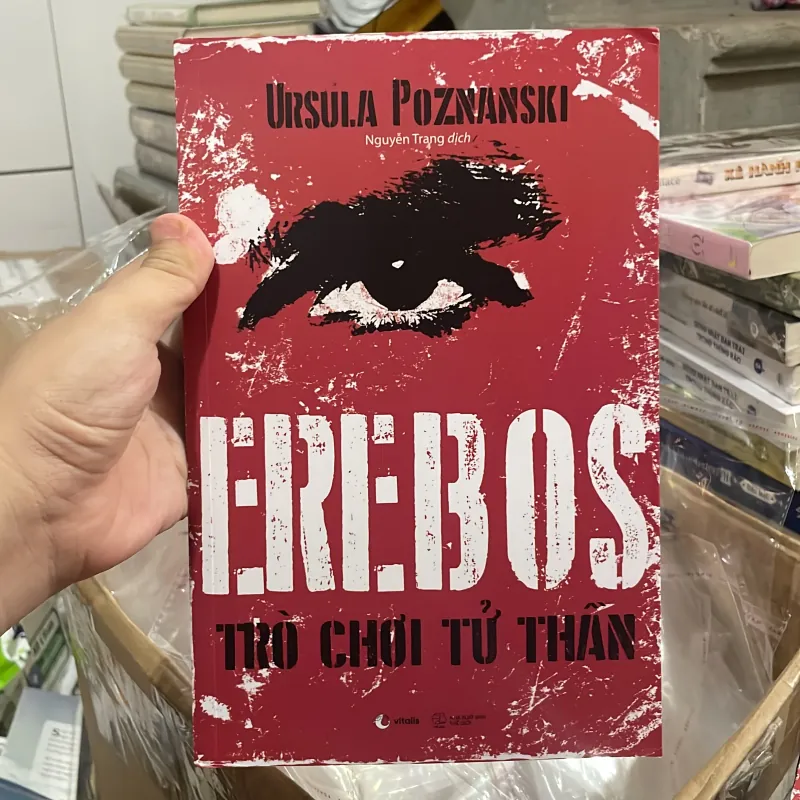 URSULA POZNANSKI
Nguyễn Trang dịch
EREBOS
TRÒ CHƠI TỬ THẦN
vitalis